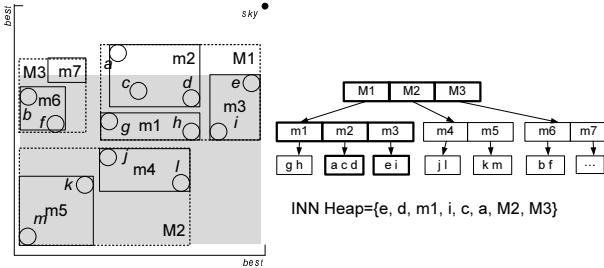 best
sky
a
m2
M1
M3
m7
c
d
e
m3
b
m6
f
g
m1
h
i
j
m4
l
k
m
m5
M2
best
M1 M2 M3
m1 m2 m3 m4 m5 m6 m7
g h a c d e i j l k m b f ...
INN Heap={e, d, m1, i, c, a, M2, M3}